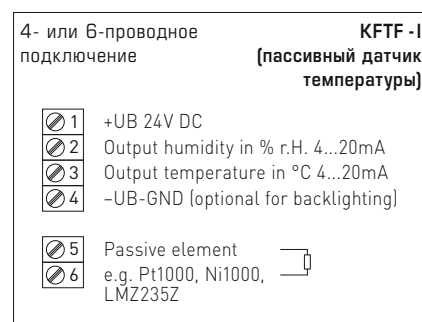 4- или 6-проводное
подключение
KFTF - I
(пассивный датчик
температуры)
1 +UB 24V DC
2 Output humidity in % r.H. 4...20mA
3 Output temperature in °C 4...20mA
4 –UB-GND (optional for backlighting)
5 Passive element
6 e.g. Pt1000, Ni1000,
LMZ235Z